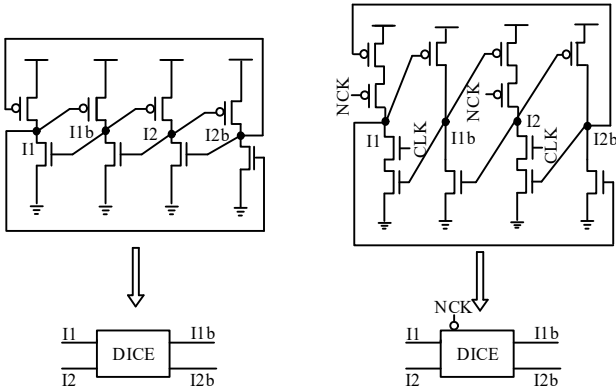 I1 I1b I2 I2b
NCK NCK
I1 CLK I1b I2 CLK I2b
NCK
I1 I1b I1 I1b
DICE DICE
I2 I2b I2 I2b